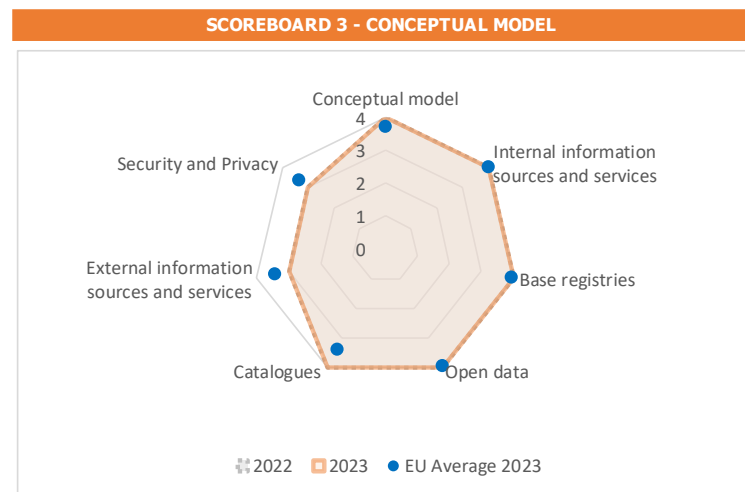 SCOREBOARD 3 - CONCEPTUAL MODEL
Conceptual model
4
3
2
1
0
Internal information
sources and services
Base registries
Open data
Catalogues
External information
sources and services
Security and Privacy
2022 2023 EU Average 2023